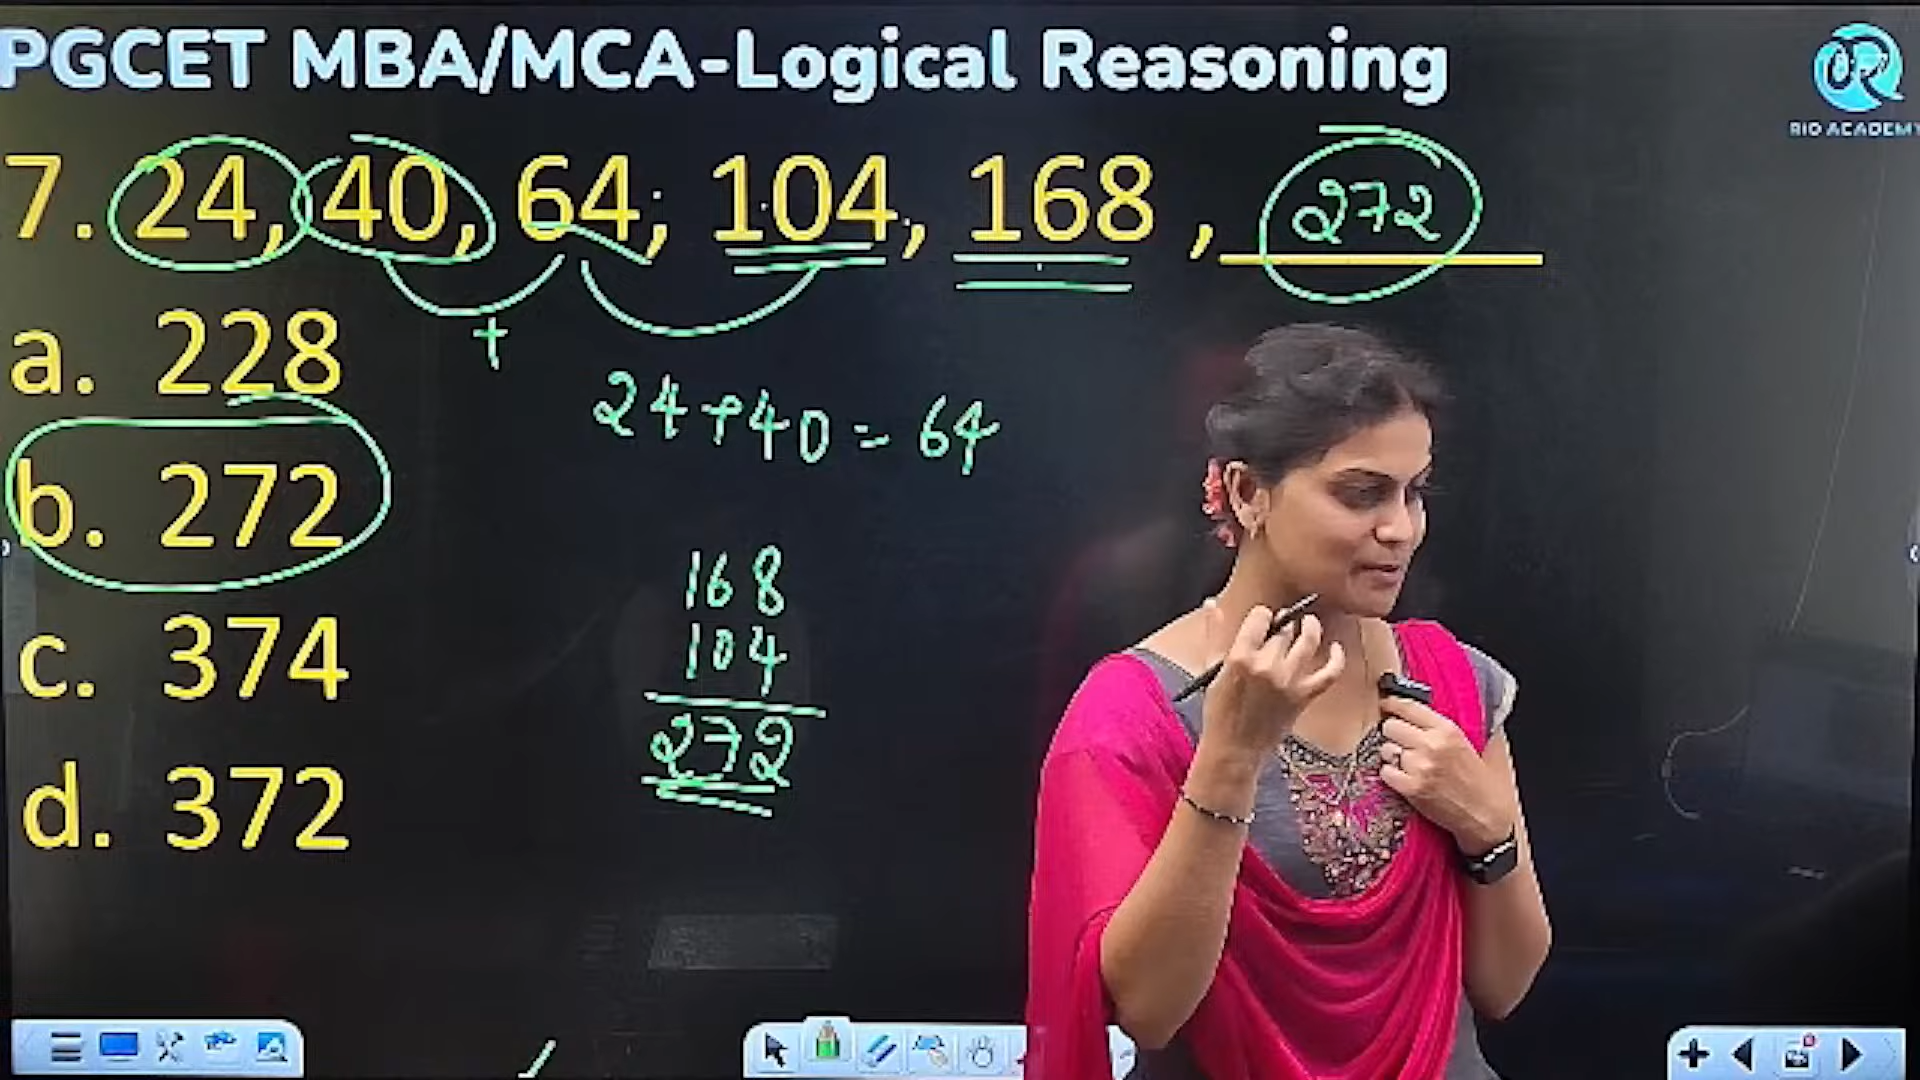 PGCET MBA/MCA-Logical Reasoning
RIO ACADEMY
7. 24, 40, 64, 104, 168, 272
+
a. 228
24+40=64
b. 272
168
104
272
c. 374
d. 372